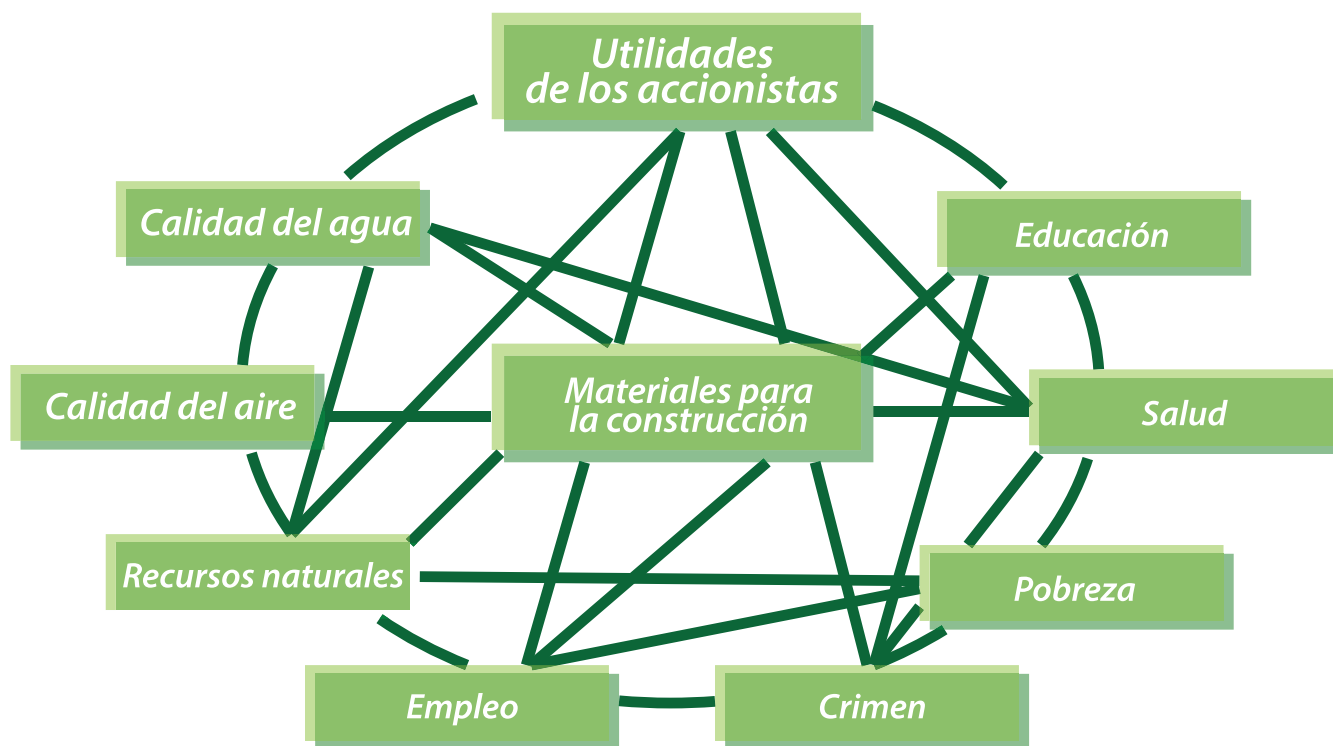 Utilidades
de los accionistas
Calidad del agua
Educación
Materiales para
la construcción
Calidad del aire
Salud
Recursos naturales
Pobreza
Empleo
Crimen